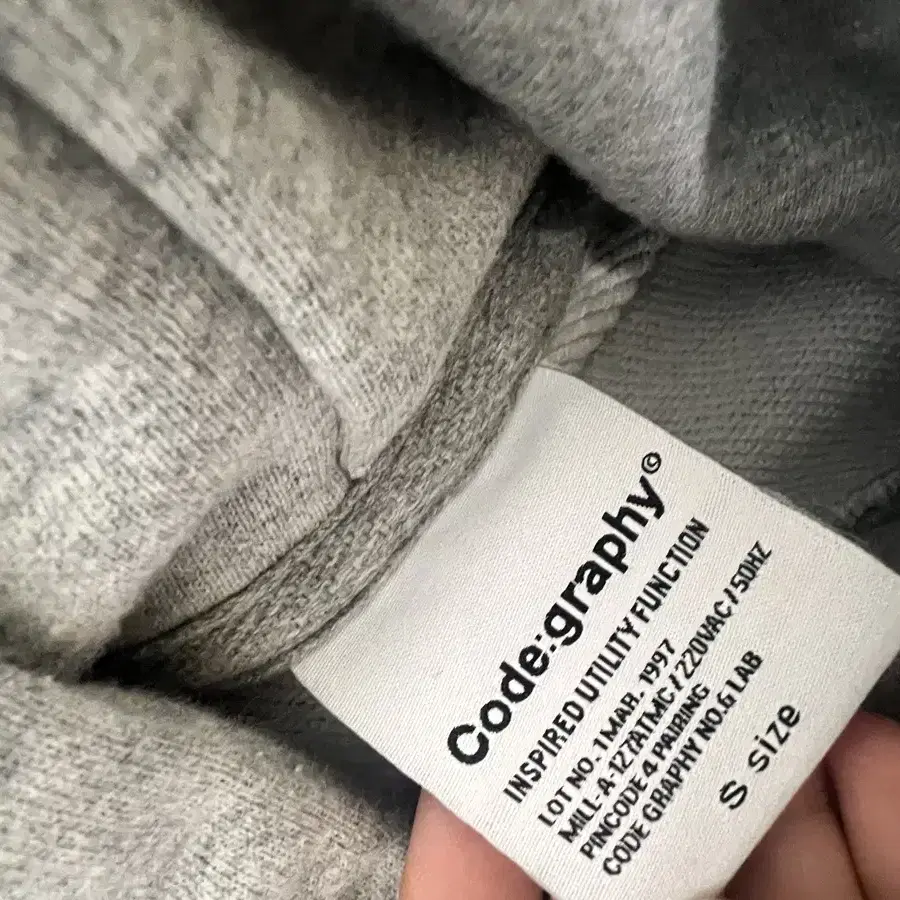 Code:graphy©
INSPIRED UTILITY FUNCTION
LOT NO. 1 MAR. 1997
MILL-A-127ATMC/220VAC/50HZ
PINCODE 4 PAIRING
CODE GRAPHY NO.6 LAB
S size